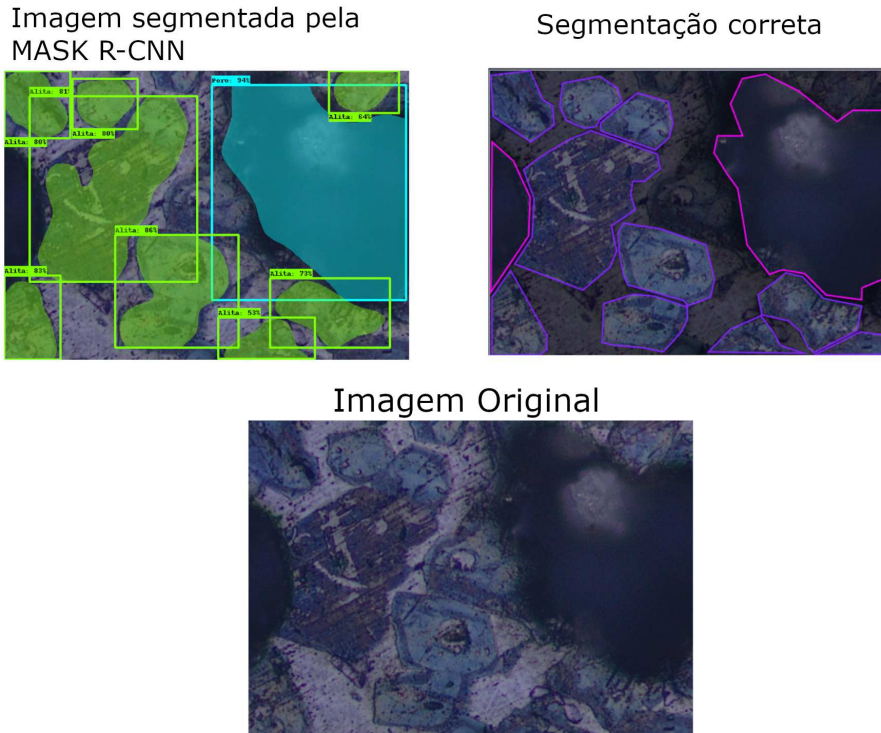 Imagem segmentada pela
MASK R-CNN
Segmentação correta
Poro: 94%
Alita: 81%
Alita: 64%
Alita: 80%
Alita: 80%
Alita: 86%
Alita: 83%
Alita: 73%
Alita: 53%
Imagem Original